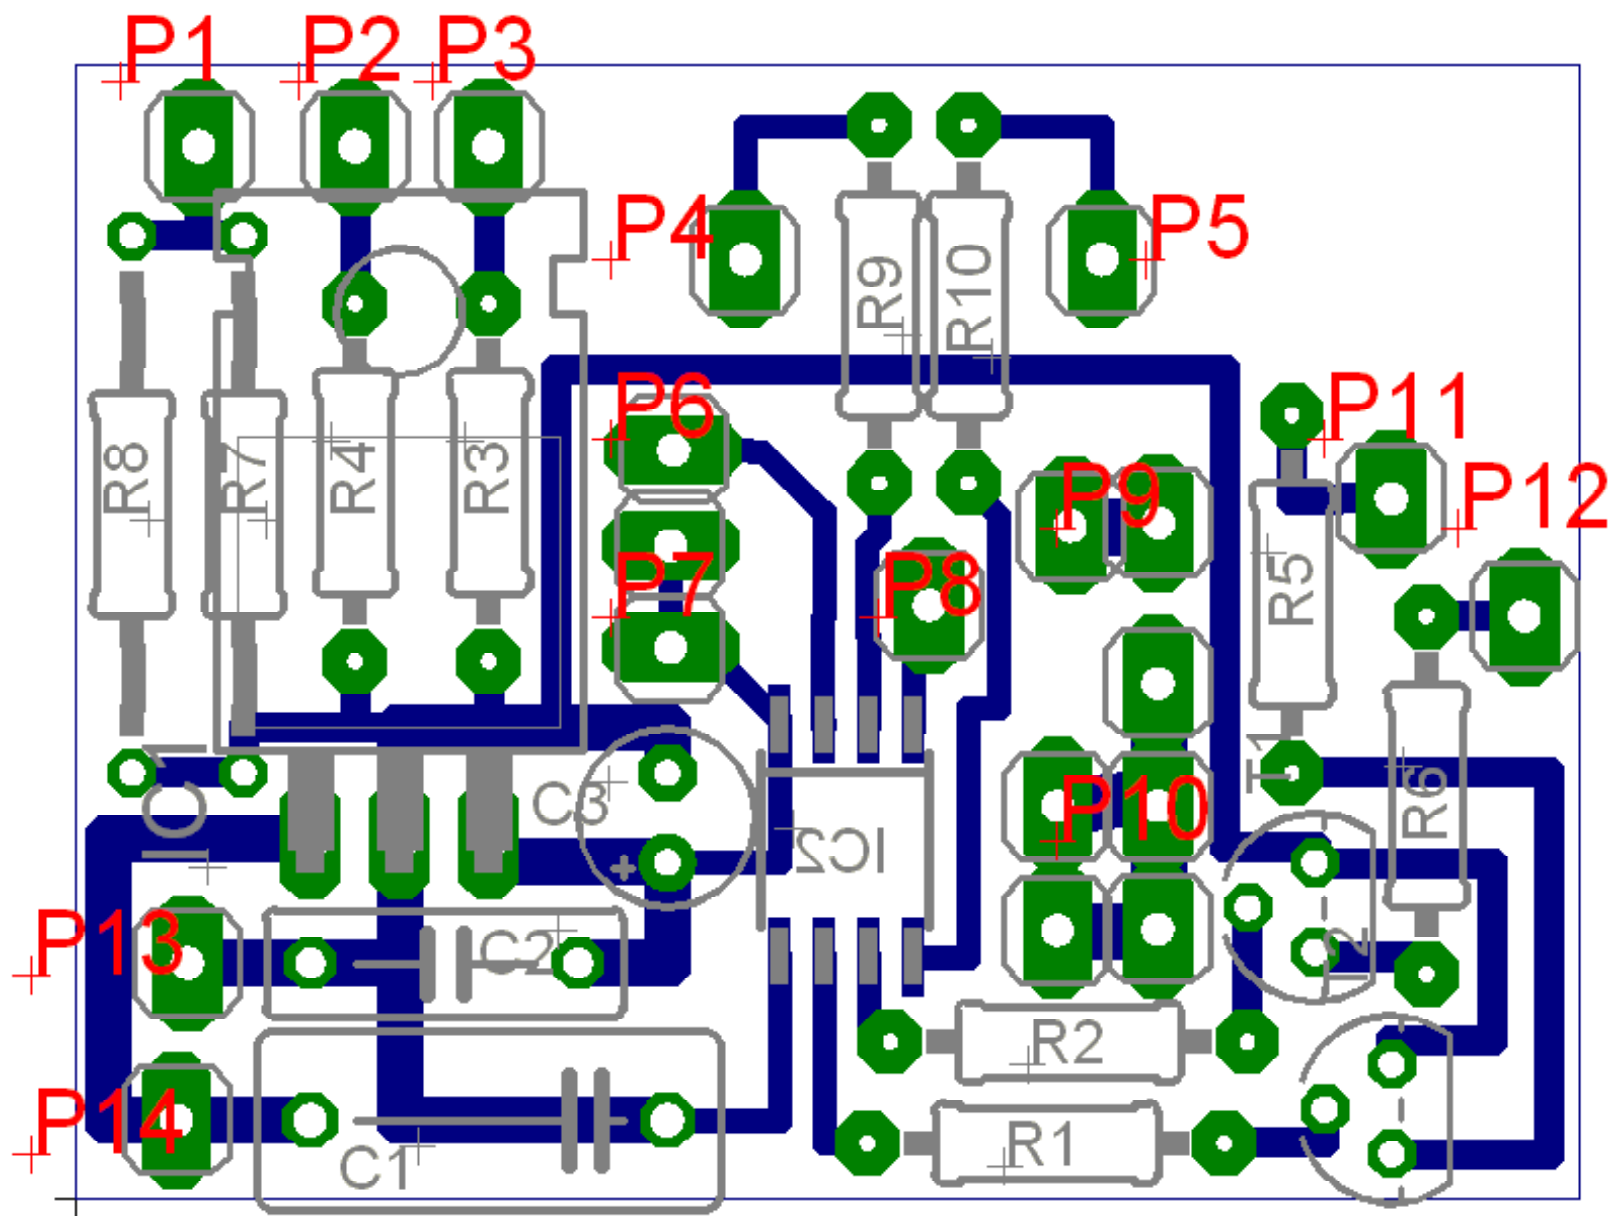 P1 P2 P3
P4 P5
R9 R10
P6 P11
R8 R7 R4 R3 P9 P12
P7 P8 R5
T1
C3 P10 R6
IC1 IC2
+
P13 C2 T2
R2
P14 C1 R1